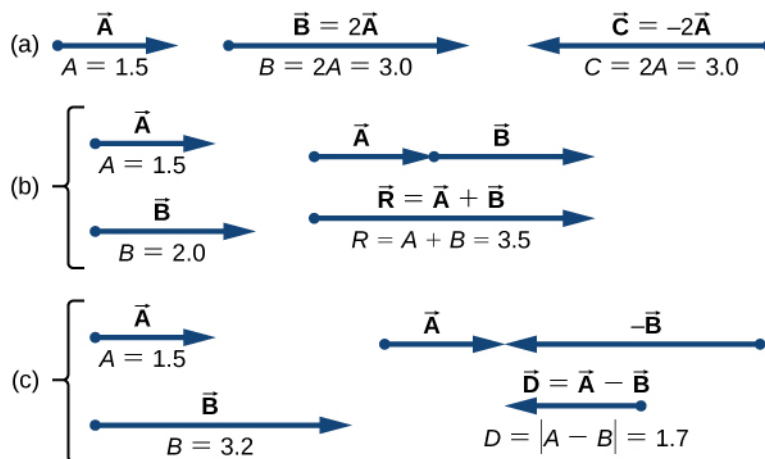 (a)
A⃗
A = 1.5
B⃗ = 2A⃗
B = 2A = 3.0
C⃗ = –2A⃗
C = 2A = 3.0
(b)
A⃗
A = 1.5
B⃗
B = 2.0
A⃗ B⃗
R⃗ = A⃗ + B⃗
R = A + B = 3.5
(c)
A⃗
A = 1.5
B⃗
B = 3.2
A⃗ –B⃗
D⃗ = A⃗ − B⃗
D = |A − B| = 1.7